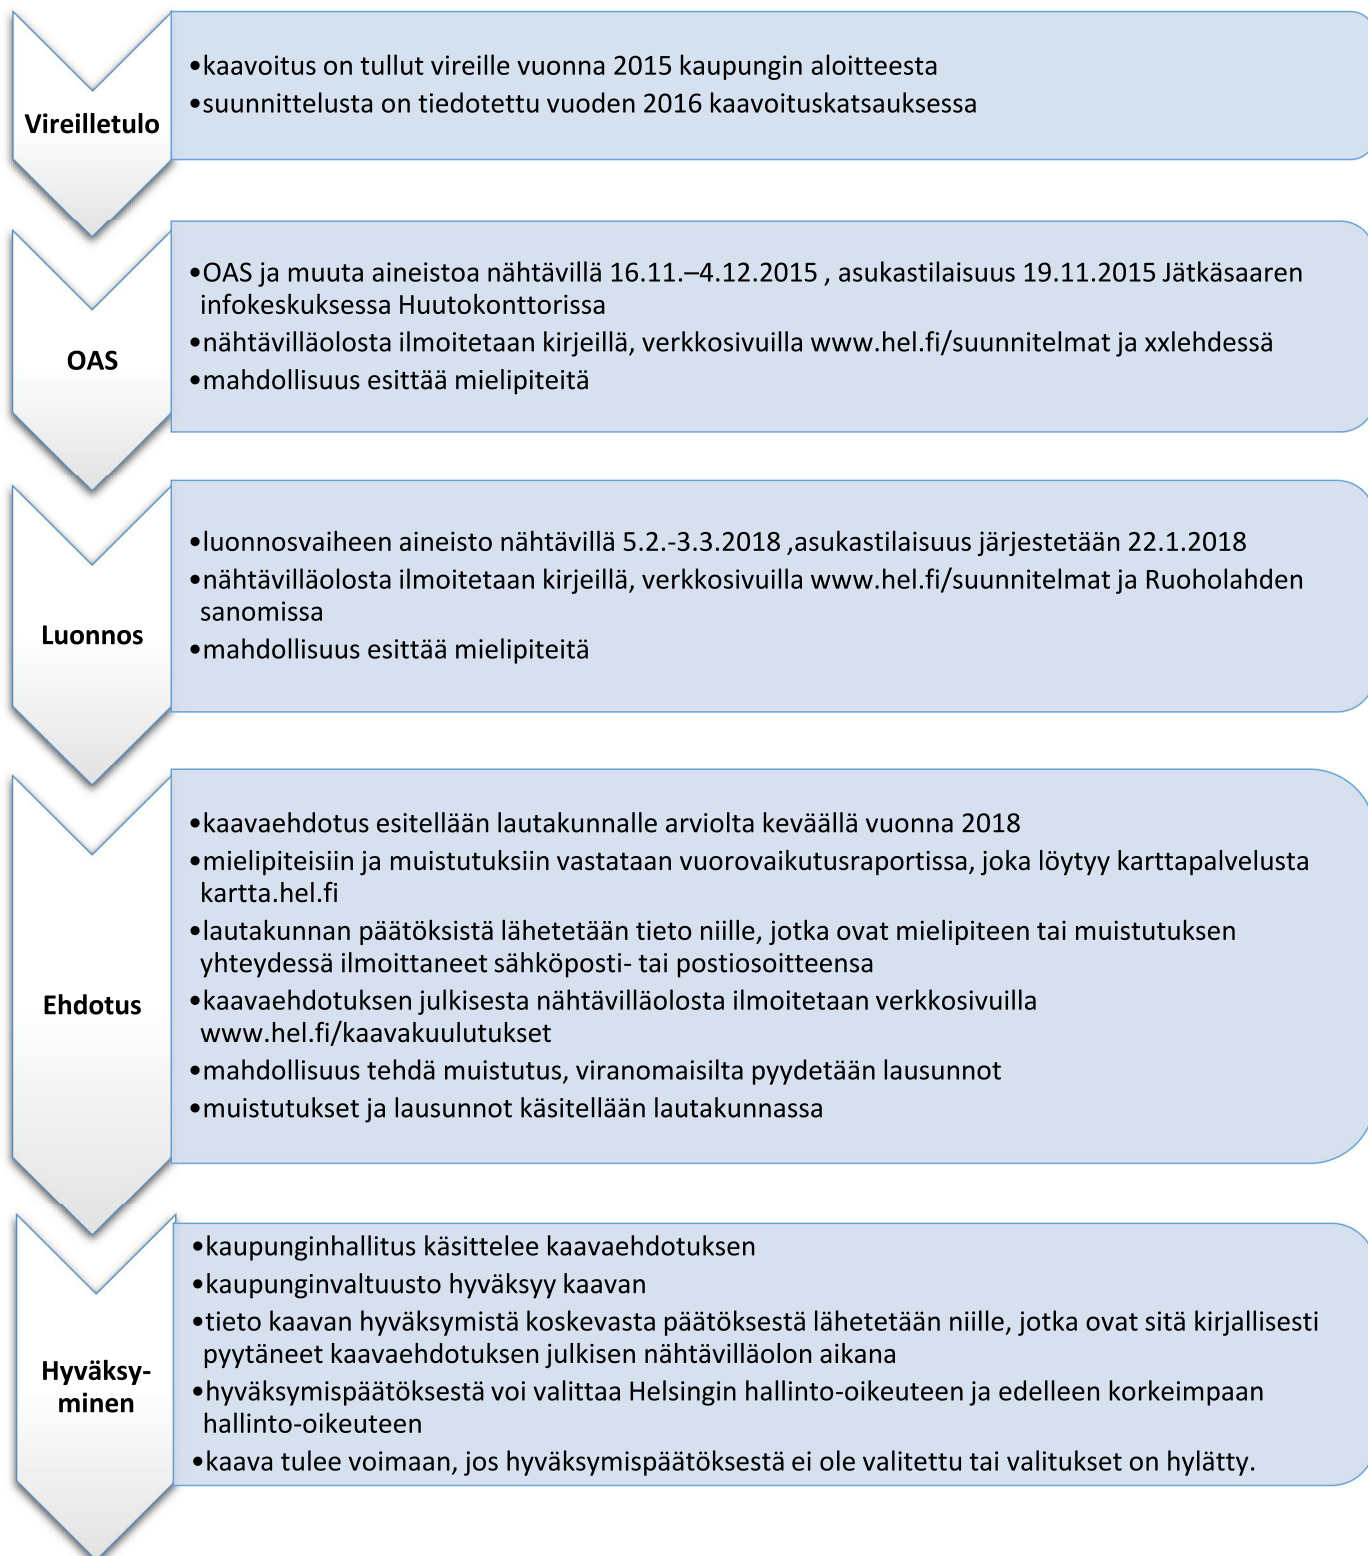 Vireilletulo
•kaavoitus on tullut vireille vuonna 2015 kaupungin aloitteesta
•suunnittelusta on tiedotettu vuoden 2016 kaavoituskatsauksessa
OAS
•OAS ja muuta aineistoa nähtävillä 16.11.–4.12.2015 , asukastilaisuus 19.11.2015 Jätkäsaaren
infokeskuksessa Huutokonttorissa
•nähtävilläolosta ilmoitetaan kirjeillä, verkkosivuilla www.hel.fi/suunnitelmat ja xxlehdessä
•mahdollisuus esittää mielipiteitä
Luonnos
•luonnosvaiheen aineisto nähtävillä 5.2.-3.3.2018 ,asukastilaisuus järjestetään 22.1.2018
•nähtävilläolosta ilmoitetaan kirjeillä, verkkosivuilla www.hel.fi/suunnitelmat ja Ruoholahden
sanomissa
•mahdollisuus esittää mielipiteitä
Ehdotus
•kaavaehdotus esitellään lautakunnalle arviolta keväällä vuonna 2018
•mielipiteisiin ja muistutuksiin vastataan vuorovaikutusraportissa, joka löytyy karttapalvelusta
kartta.hel.fi
•lautakunnan päätöksistä lähetetään tieto niille, jotka ovat mielipiteen tai muistutuksen
yhteydessä ilmoittaneet sähköposti- tai postiosoitteensa
•kaavaehdotuksen julkisesta nähtävilläolosta ilmoitetaan verkkosivuilla
www.hel.fi/kaavakuulutukset
•mahdollisuus tehdä muistutus, viranomaisilta pyydetään lausunnot
•muistutukset ja lausunnot käsitellään lautakunnassa
Hyväksy-
minen
•kaupunginhallitus käsittelee kaavaehdotuksen
•kaupunginvaltuusto hyväksyy kaavan
•tieto kaavan hyväksymistä koskevasta päätöksestä lähetetään niille, jotka ovat sitä kirjallisesti
pyytäneet kaavaehdotuksen julkisen nähtävilläolon aikana
•hyväksymispäätöksestä voi valittaa Helsingin hallinto-oikeuteen ja edelleen korkeimpaan
hallinto-oikeuteen
•kaava tulee voimaan, jos hyväksymispäätöksestä ei ole valitettu tai valitukset on hylätty.